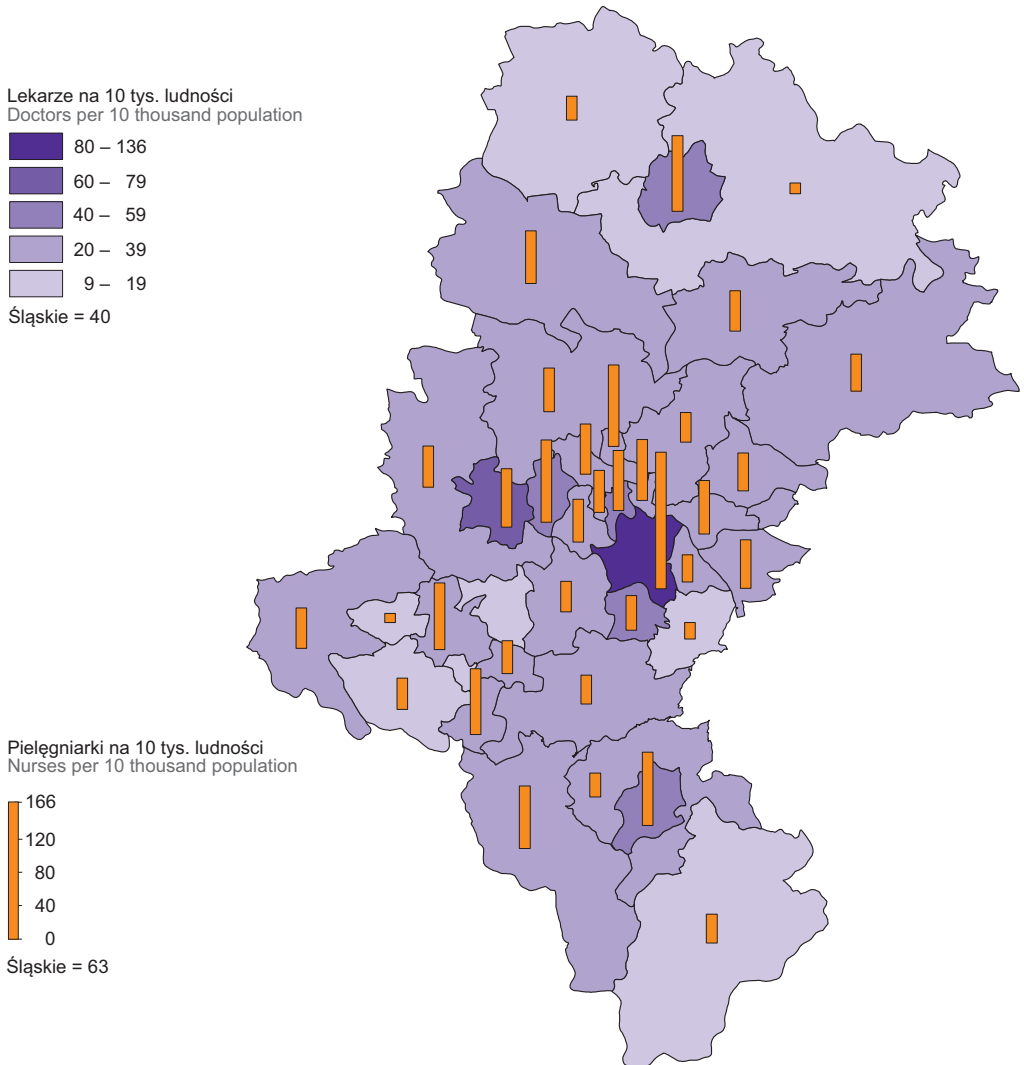 Lekarze na 10 tys. ludności
Doctors per 10 thousand population
80 – 136
60 – 79
40 – 59
20 – 39
9 – 19
Śląskie = 40
Pielęgniarki na 10 tys. ludności
Nurses per 10 thousand population
166
120
80
40
0
Śląskie = 63